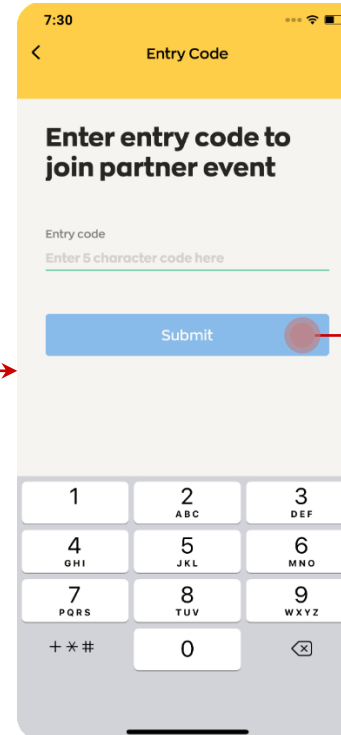 7:30
Entry Code
Enter entry code to
join partner event
Entry code
Enter 5 character code here
Submit
1
2
ABC
3
DEF
4
GHI
5
JKL
6
MNO
7
PQRS
8
TUV
9
WXYZ
+*#
0